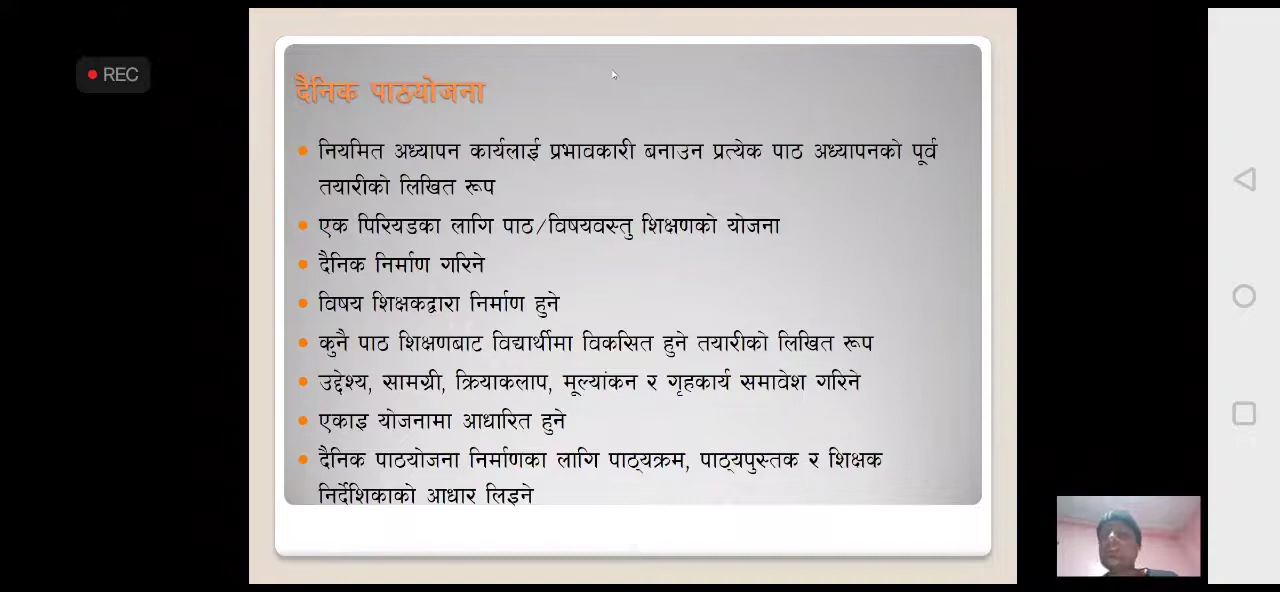 REC
दैनिक पाठयोजना
नियमित अध्यापन कार्यलाई प्रभावकारी बनाउन प्रत्येक पाठ अध्यापनको पूर्व
तयारीको लिखित रूप
एक पिरियडका लागि पाठ/विषयवस्तु शिक्षणको योजना
दैनिक निर्माण गरिने
विषय शिक्षकद्वारा निर्माण हुने
कुनै पाठ शिक्षणबाट विद्यार्थीमा विकसित हुने तयारीको लिखित रूप
उद्देश्य, सामग्री, क्रियाकलाप, मूल्यांकन र गृहकार्य समावेश गरिने
एकाइ योजनामा आधारित हुने
दैनिक पाठयोजना निर्माणका लागि पाठ्यक्रम, पाठ्यपुस्तक र शिक्षक
निर्देशिकाको आधार लिइने